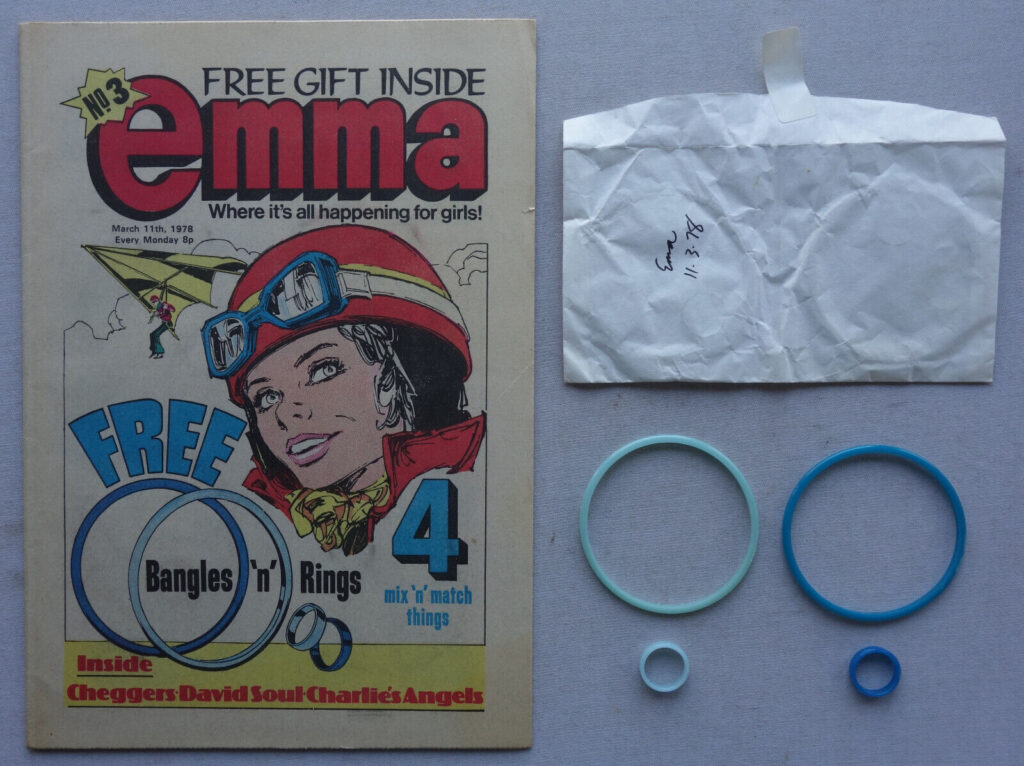 FREE GIFT INSIDE
No 3
emma
Where it's all happening for girls!
March 11th, 1978
Every Monday 8p
FREE
Bangles 'n' Rings
4
mix 'n' match
things
Inside
Cheggers·David Soul·Charlie's Angels
Emma
11.3.78